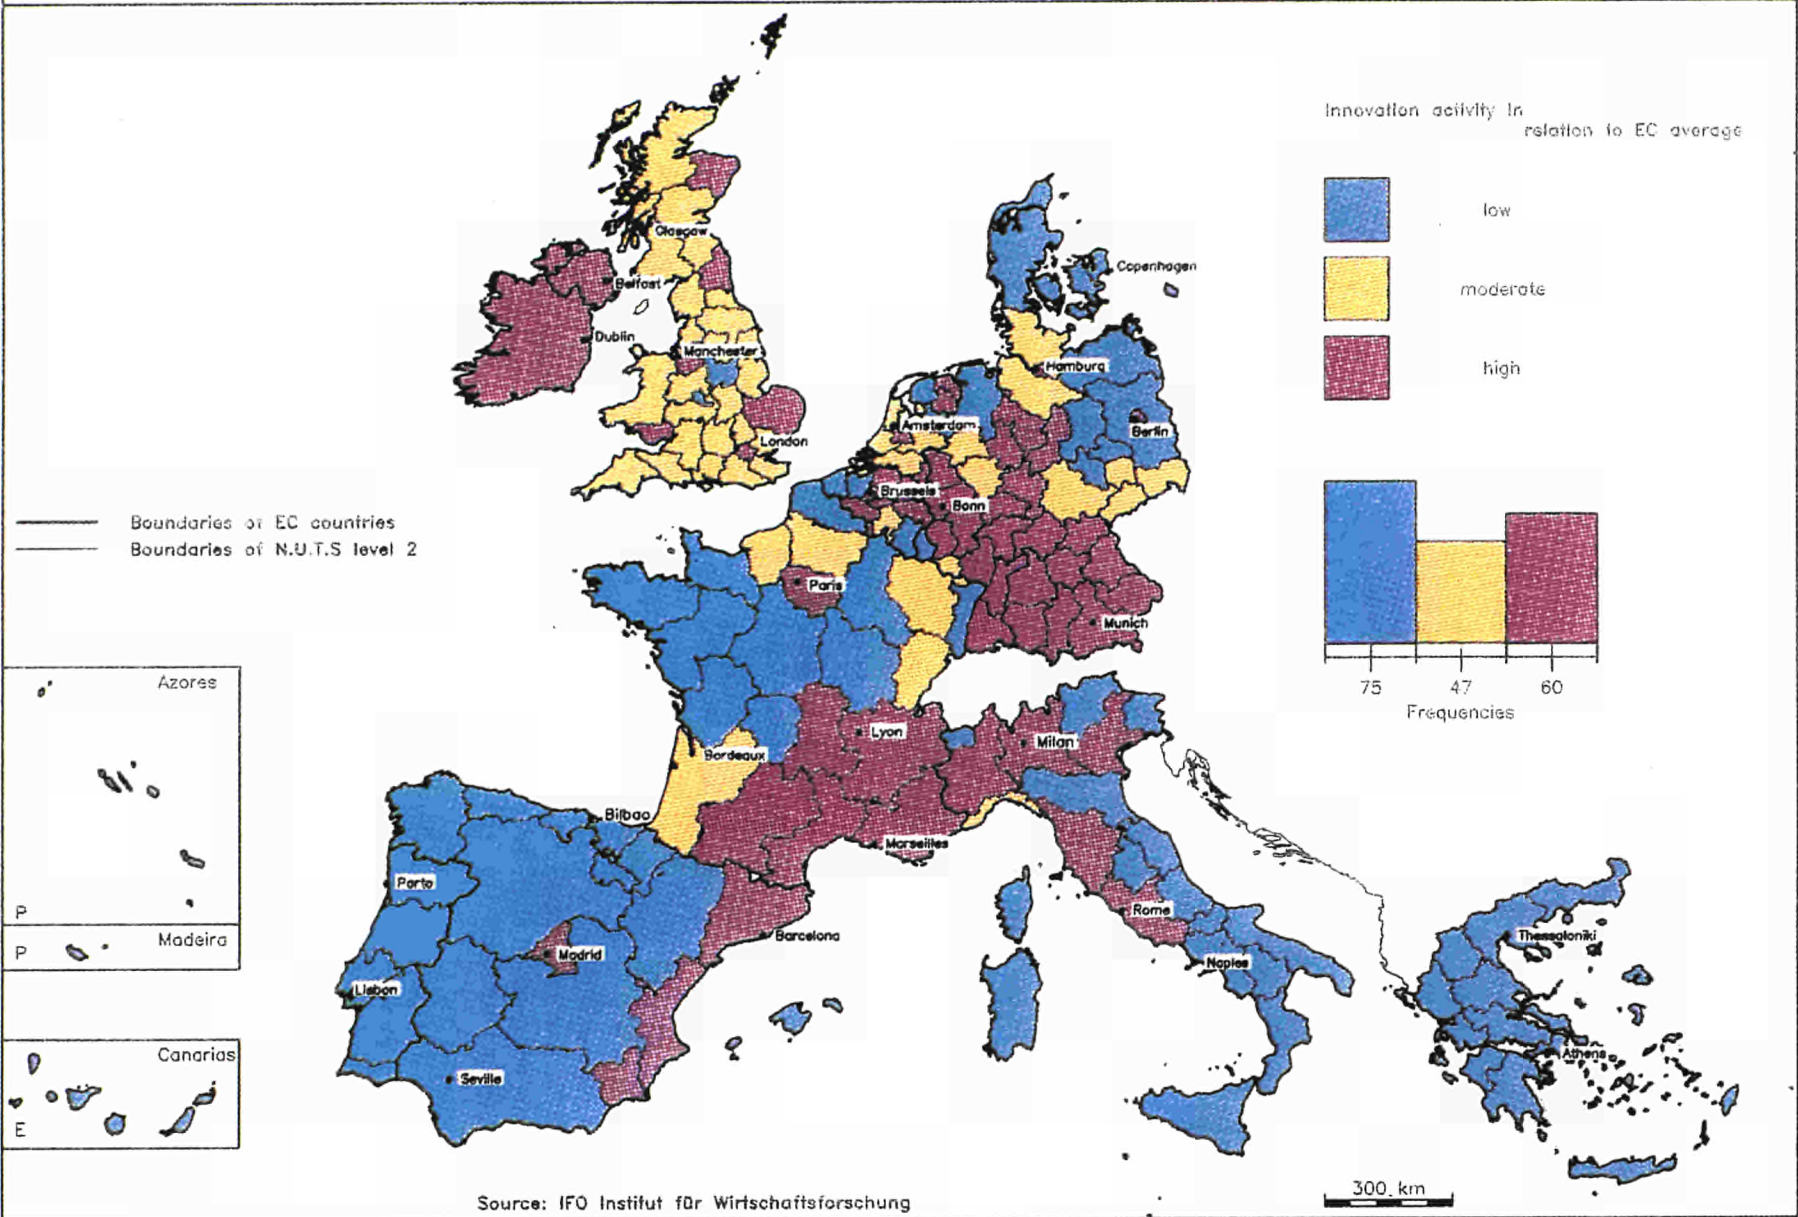 Innovation activity in
relation to EC average
low
moderate
high
75
47
60
Frequencies
Boundaries of EC countries
Boundaries of N.U.T.S level 2
Azores
P
Madeira
P
Canarias
E
Glasgow
Belfast
Dublin
Manchester
London
Copenhagen
Hamburg
Berlin
Amsterdam
Brussels
Bonn
Paris
Munich
Lyon
Milan
Bordeaux
Bilbao
Marseilles
Porto
Rome
Barcelona
Madrid
Naples
Thessaloniki
Lisbon
Athens
Seville
300 km
Source: IFO Institut für Wirtschaftsforschung